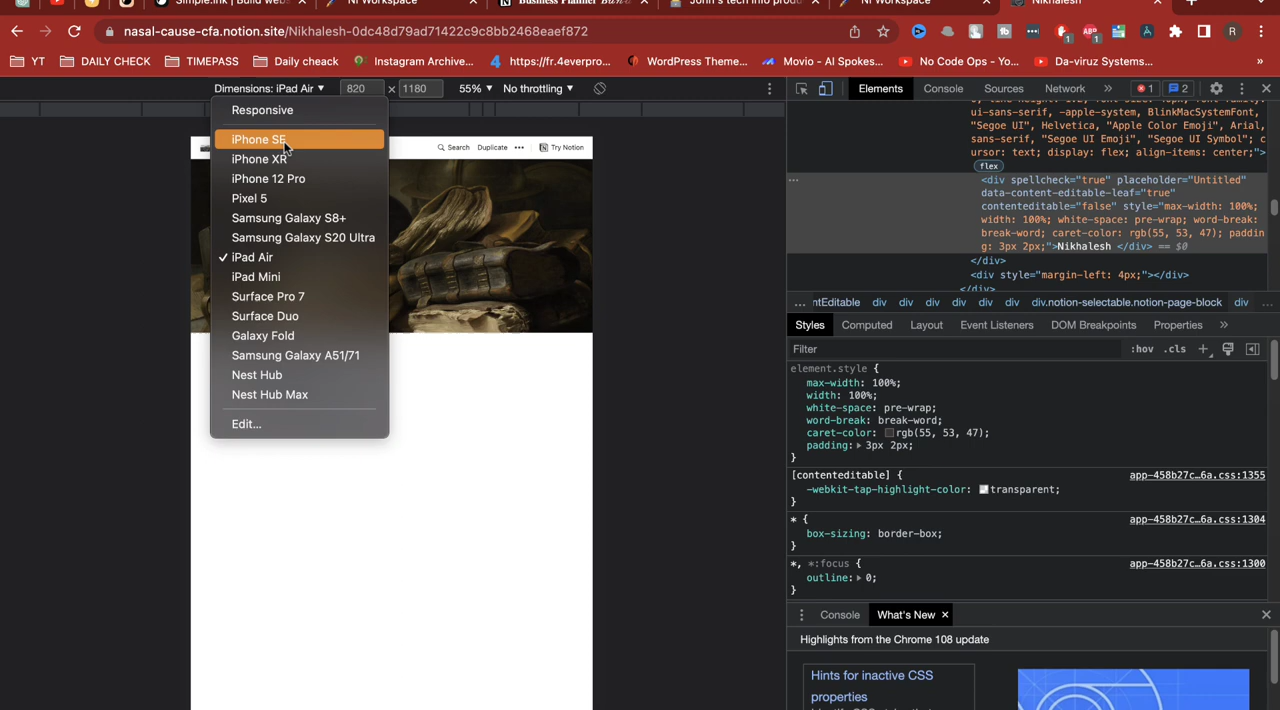 Simple.ink | Build webs
NI Workspace
Business Planner Bund
John's tech info produ
NI Workspace
Nikhalesh
nasal-cause-cfa.notion.site/Nikhalesh-0dc48d79ad71422c9c8bb2468eaef872
YT
DAILY CHECK
TIMEPASS
Daily cheack
Instagram Archive...
https://fr.4everpro...
WordPress Theme...
Movio - AI Spokes...
No Code Ops - Yo...
Da-viruz Systems...
»
Dimensions: iPad Air ▼ 820 × 1180 55% ▼ No throttling ▼
Elements Console Sources Network » 1 2
Responsive
iPhone SE
iPhone XR
iPhone 12 Pro
Pixel 5
Samsung Galaxy S8+
Samsung Galaxy S20 Ultra
✓ iPad Air
iPad Mini
Surface Pro 7
Surface Duo
Galaxy Fold
Samsung Galaxy A51/71
Nest Hub
Nest Hub Max
Edit...
Search Duplicate ••• Try Notion
ui-sans-serif, -apple-system, BlinkMacSystemFont,
"Segoe UI", Helvetica, "Apple Color Emoji", Arial,
sans-serif, "Segoe UI Emoji", "Segoe UI Symbol"; c
ursor: text; display: flex; align-items: center;">
flex
<div spellcheck="true" placeholder="Untitled"
data-content-editable-leaf="true"
contenteditable="false" style="max-width: 100%;
width: 100%; white-space: pre-wrap; word-break:
break-word; caret-color: rgb(55, 53, 47); paddin
g: 3px 2px;">Nikhalesh </div> == $0
</div>
<div style="margin-left: 4px;"></div>
</div>
... ntEditable div div div div div div.notion-selectable.notion-page-block div ...
Styles Computed Layout Event Listeners DOM Breakpoints Properties »
Filter :hov .cls +
element.style {
max-width: 100%;
width: 100%;
white-space: pre-wrap;
word-break: break-word;
caret-color: rgb(55, 53, 47);
padding: 3px 2px;
}
[contenteditable] { app-458b27c…6a.css:1355
-webkit-tap-highlight-color: transparent;
}
* { app-458b27c…6a.css:1304
box-sizing: border-box;
}
*, *:focus { app-458b27c…6a.css:1300
outline: 0;
}
Console What's New ×
Highlights from the Chrome 108 update
Hints for inactive CSS
properties